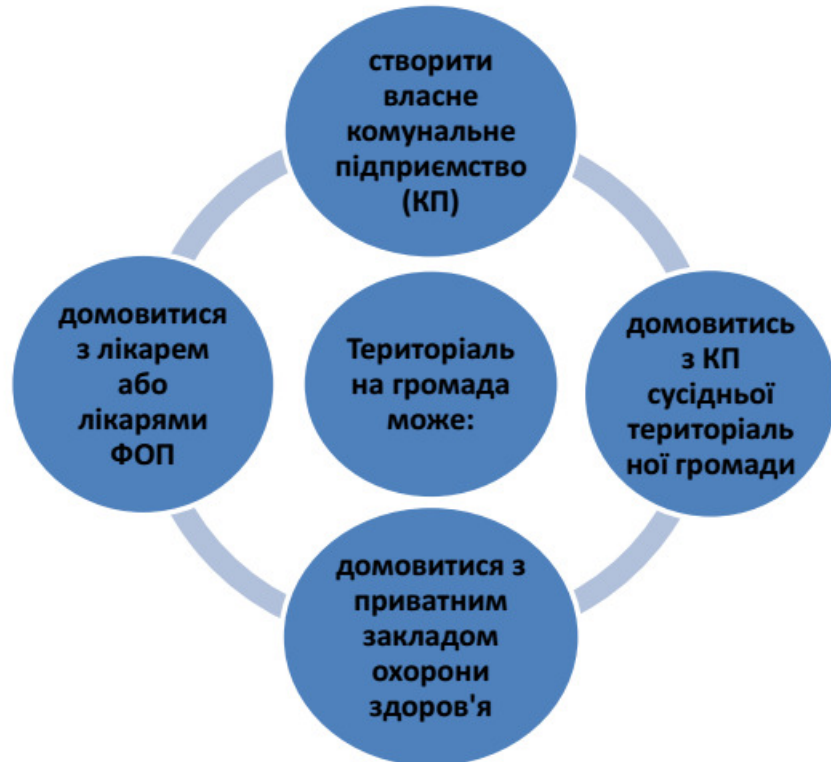 створити
власне
комунальне
підприємство
(КП)
домовитися
з лікарем
або
лікарями
ФОП
Територіаль
на громада
може:
домовитись
з КП
сусідньої
територіаль
ної громади
домовитися з
приватним
закладом
охорони
здоров'я